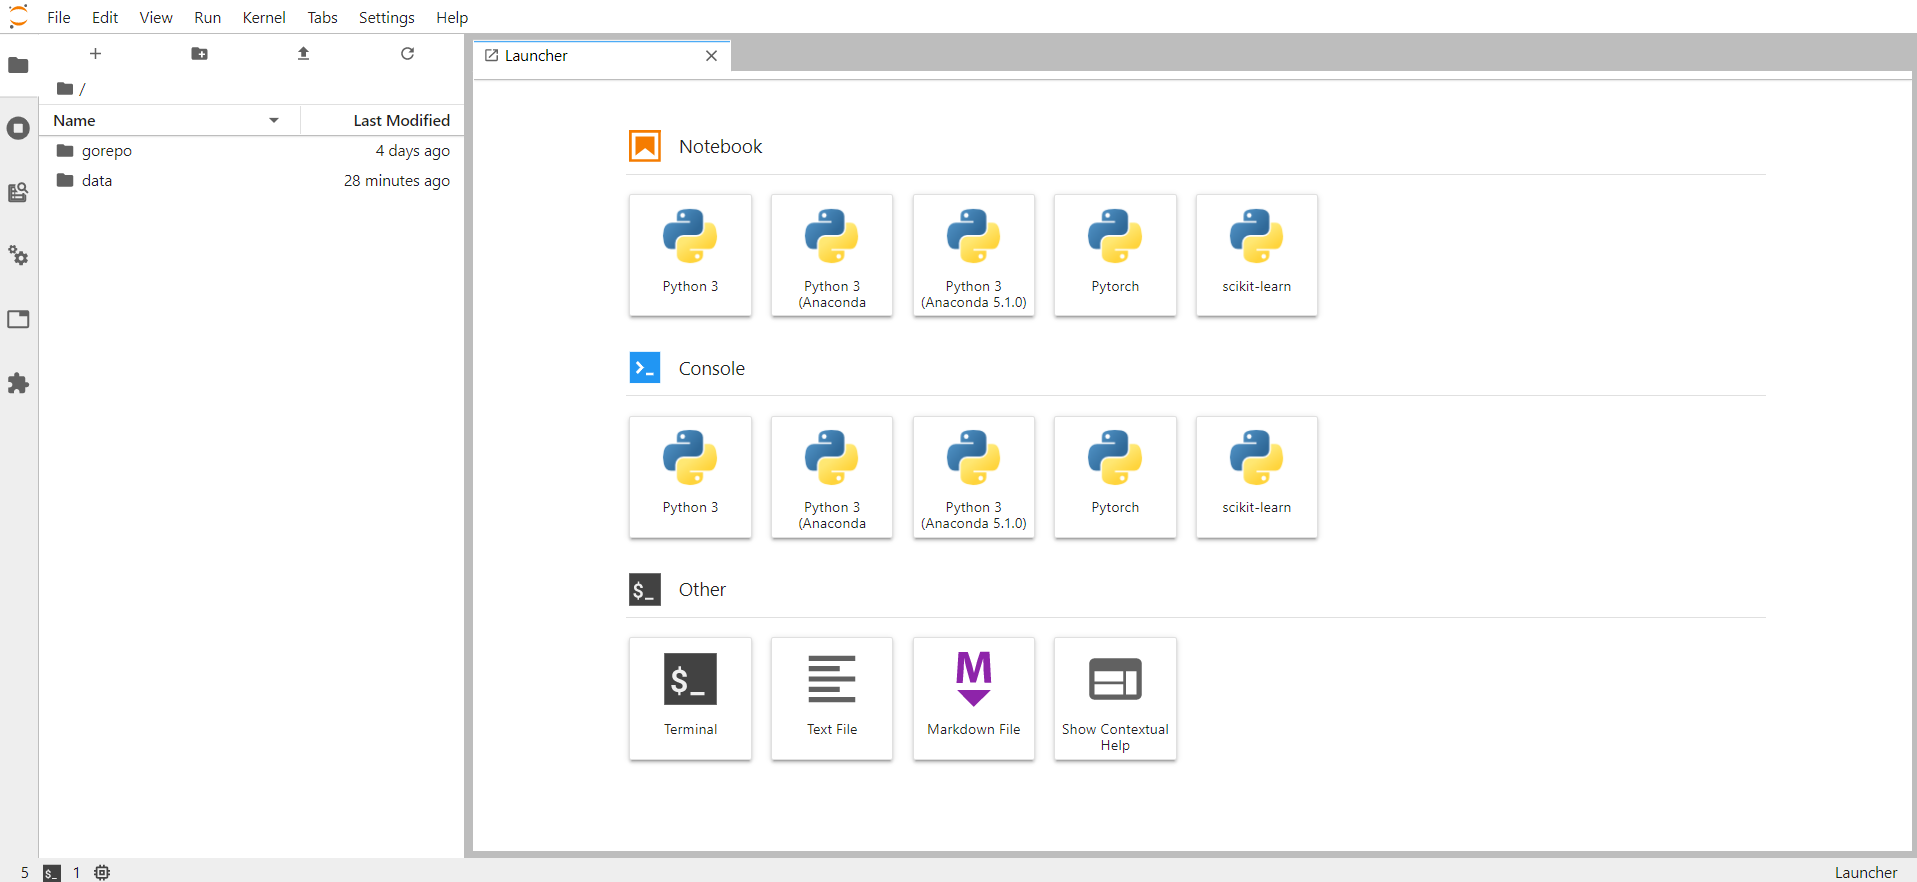 File Edit View Run Kernel Tabs Settings Help
Launcher
/
Name Last Modified
gorepo 4 days ago
data 28 minutes ago
Notebook
Python 3
Python 3
(Anaconda
Python 3
(Anaconda 5.1.0)
Pytorch
scikit-learn
Console
Python 3
Python 3
(Anaconda
Python 3
(Anaconda 5.1.0)
Pytorch
scikit-learn
$_ Other
$_
Terminal
Text File
M
Markdown File
Show Contextual
Help
5 $_ 1 Launcher